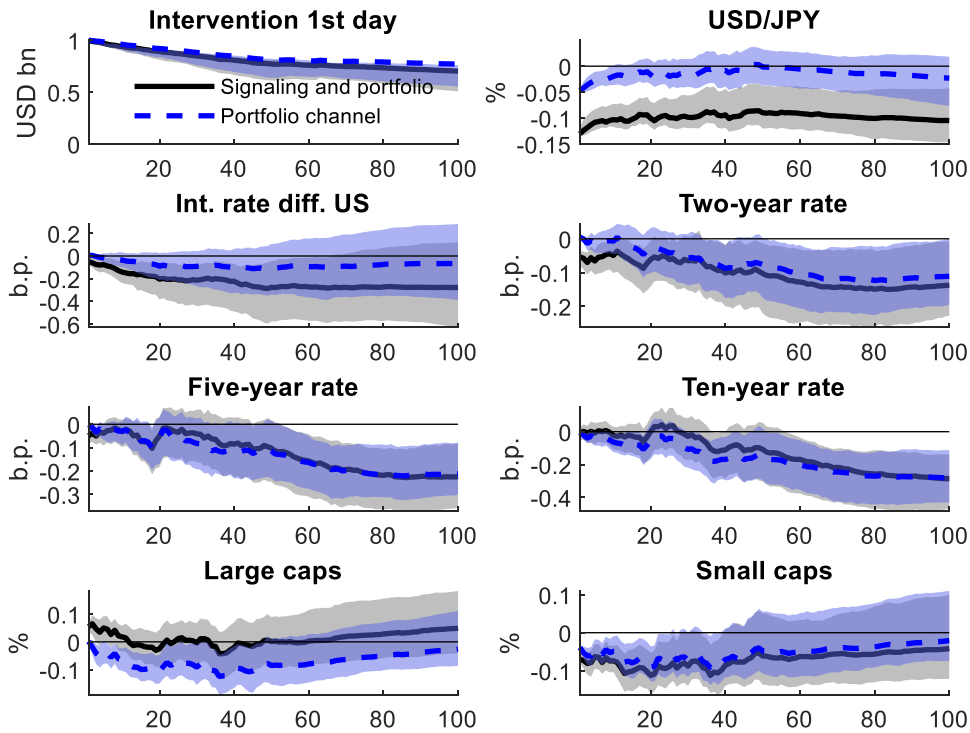 Intervention 1st day
USD bn
1
0.5
0
Signaling and portfolio
Portfolio channel
20 40 60 80 100
USD/JPY
%
0
-0.05
-0.1
-0.15
20 40 60 80 100
Int. rate diff. US
b.p.
0.2
0
-0.2
-0.4
-0.6
20 40 60 80 100
Two-year rate
b.p.
0
-0.1
-0.2
20 40 60 80 100
Five-year rate
b.p.
0
-0.1
-0.2
-0.3
20 40 60 80 100
Ten-year rate
b.p.
0
-0.2
-0.4
20 40 60 80 100
Large caps
%
0.1
0
-0.1
20 40 60 80 100
Small caps
%
0.1
0
-0.1
20 40 60 80 100